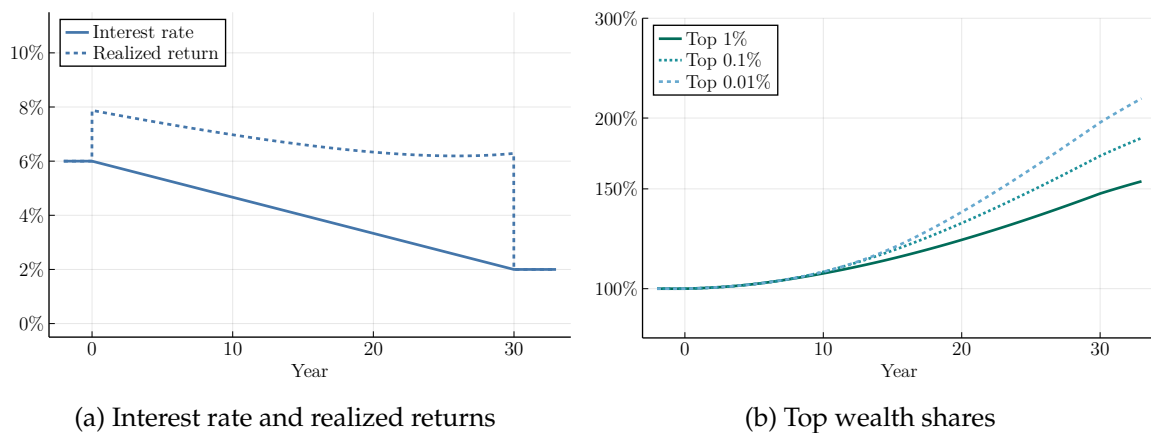 Interest rate
Realized return
10%
8%
6%
4%
2%
0%
0 10 20 30
Year
(a) Interest rate and realized returns
300%
Top 1%
Top 0.1%
Top 0.01%
200%
150%
100%
0 10 20 30
Year
(b) Top wealth shares